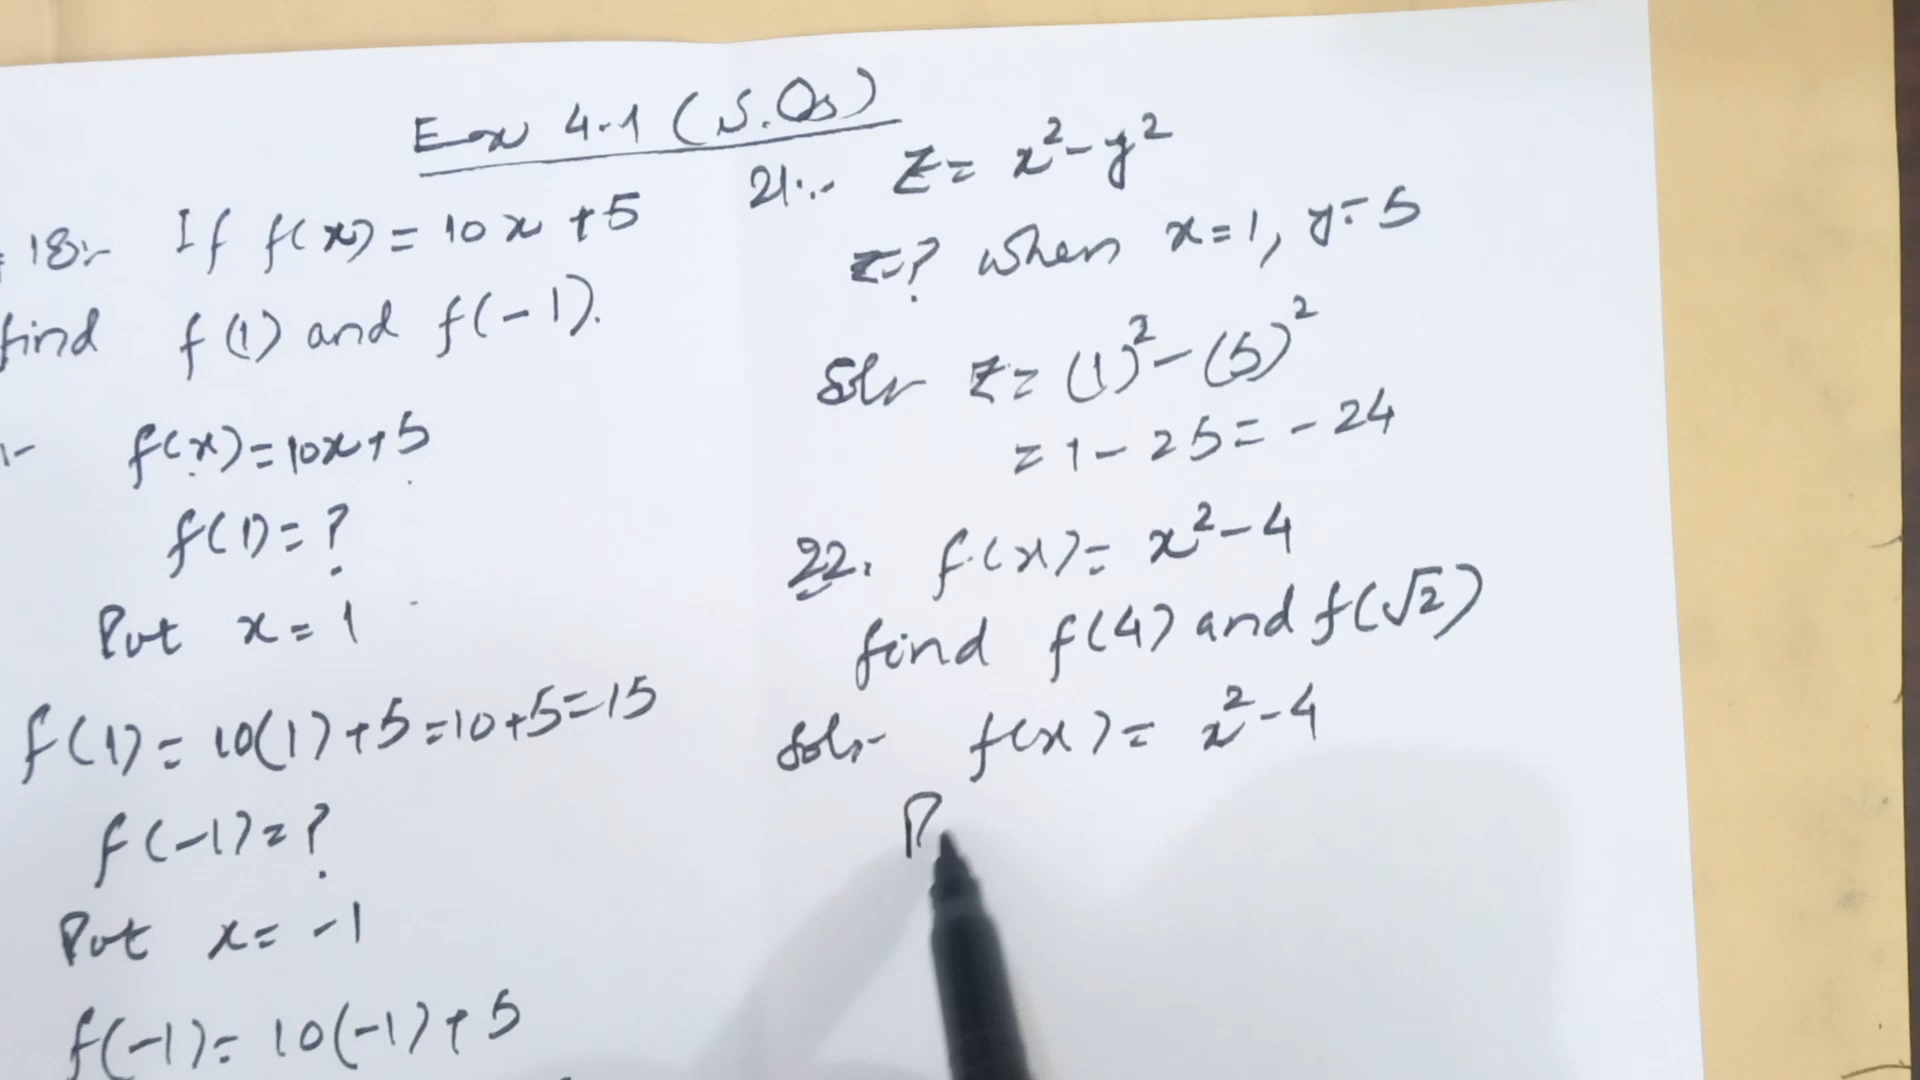 Ex 4.1 (S.Qs)
18:- If f(x) = 10x + 5
find f(1) and f(-1).
f(x) = 10x + 5
f(1) = ?
Put x = 1
f(1) = 10(1) + 5 = 10 + 5 = 15
f(-1) = ?
Put x = -1
f(-1) = 10(-1) + 5
21:- Z = x² - y²
Z = ? when x = 1, y = 5
Sol:- Z = (1)² - (5)²
= 1 - 25 = -24
22. f(x) = x² - 4
find f(4) and f(√2)
Sol:- f(x) = x² - 4
P